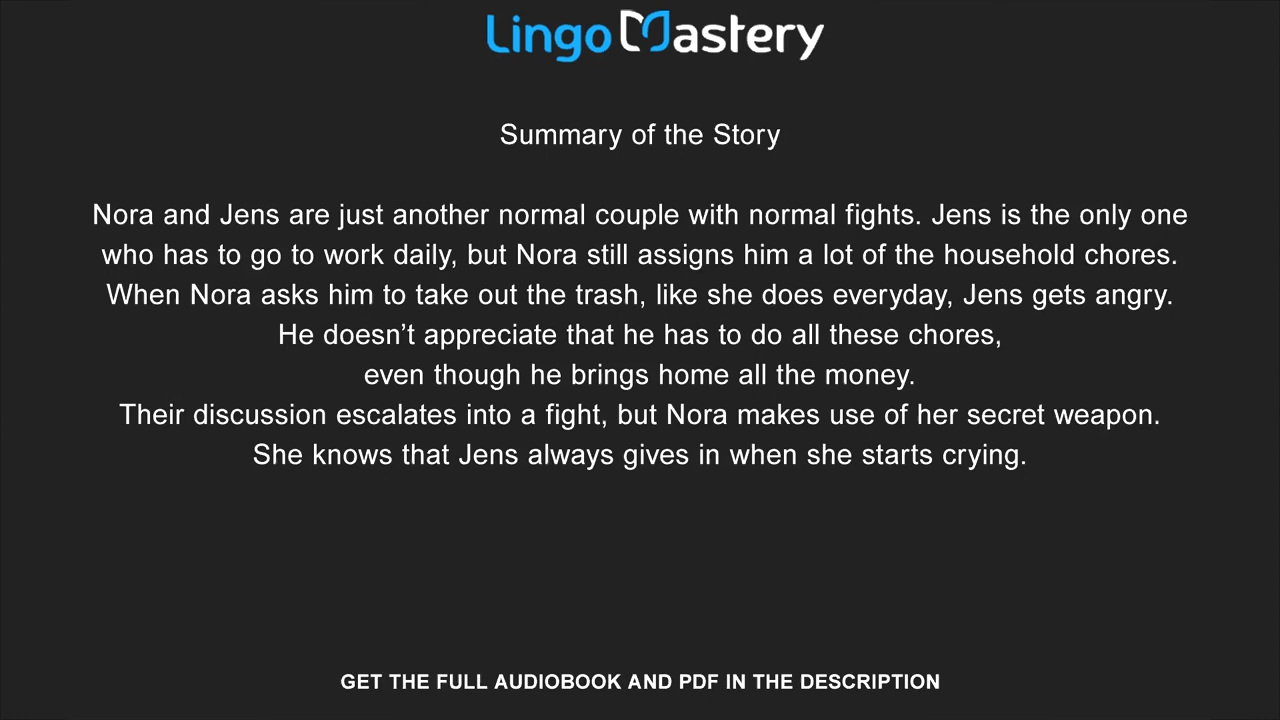 Lingo Mastery
Summary of the Story
Nora and Jens are just another normal couple with normal fights. Jens is the only one
who has to go to work daily, but Nora still assigns him a lot of the household chores.
When Nora asks him to take out the trash, like she does everyday, Jens gets angry.
He doesn’t appreciate that he has to do all these chores,
even though he brings home all the money.
Their discussion escalates into a fight, but Nora makes use of her secret weapon.
She knows that Jens always gives in when she starts crying.
GET THE FULL AUDIOBOOK AND PDF IN THE DESCRIPTION